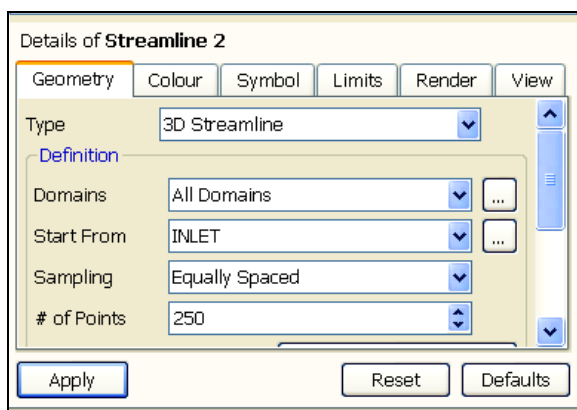 Details of Streamline 2
Geometry Colour Symbol Limits Render View
Type 3D Streamline
Definition
Domains All Domains ...
Start From INLET ...
Sampling Equally Spaced
# of Points 250
Apply Reset Defaults